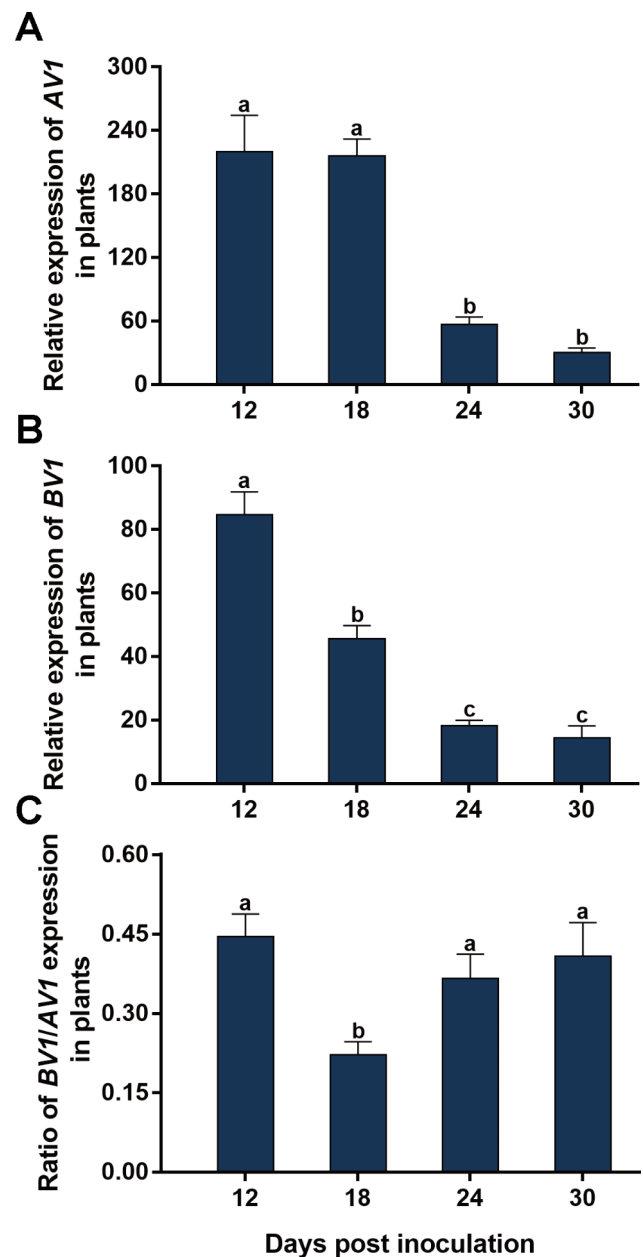 A
Relative expression of AV1
in plants
300
240
180
120
60
0
a
a
b
b
12 18 24 30
B
Relative expression of BV1
in plants
100
80
60
40
20
0
a
b
c
c
12 18 24 30
C
Ratio of BV1/AV1 expression
in plants
0.60
0.45
0.30
0.15
0.00
a
b
a
a
12 18 24 30
Days post inoculation